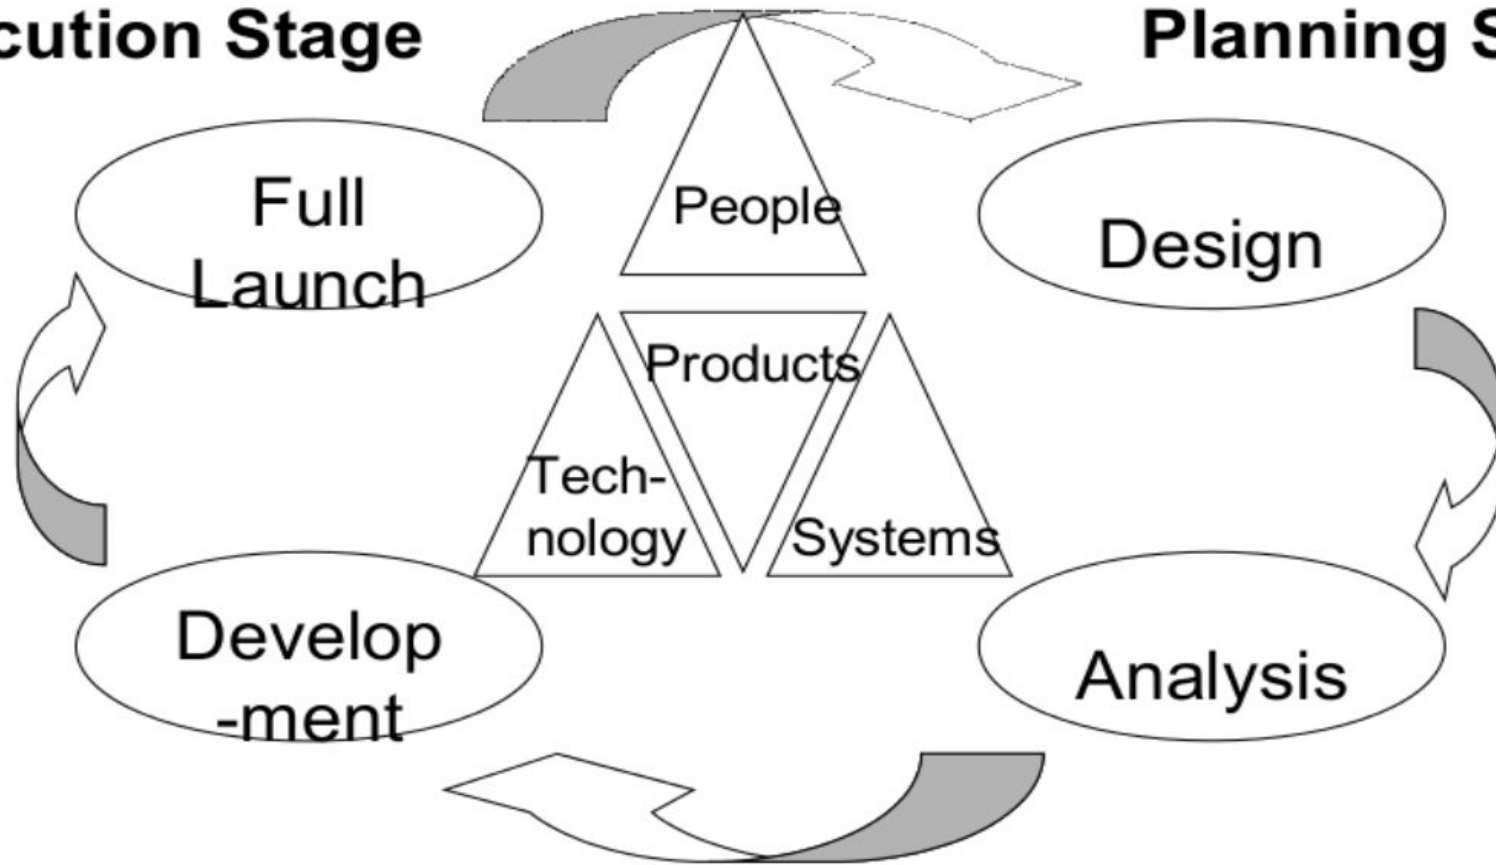 cution Stage
Planning S
Full
Launch
People
Design
Products
Tech-
nology
Systems
Develop
-ment
Analysis